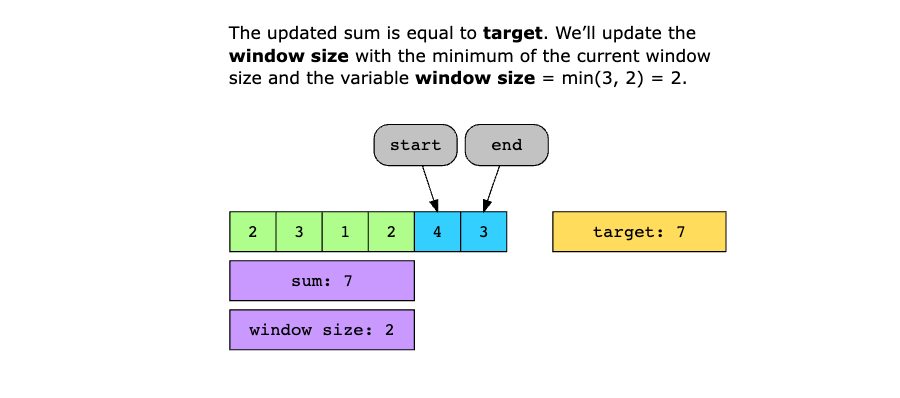 The updated sum is equal to target. We’ll update the
window size with the minimum of the current window
size and the variable window size = min(3, 2) = 2.
start end
2 3 1 2 4 3 target: 7
sum: 7
window size: 2